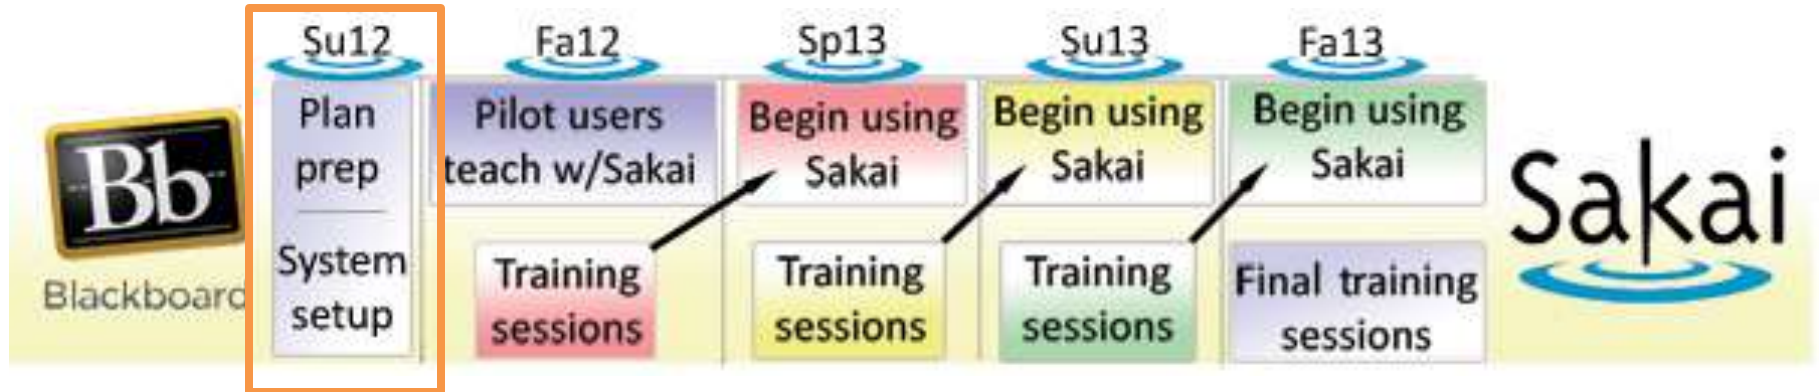 Su12
Fa12
Sp13
Su13
Fa13
Bb
Blackboard
Plan
prep
System
setup
Pilot users
teach w/Sakai
Training
sessions
Begin using
Sakai
Training
sessions
Begin using
Sakai
Training
sessions
Begin using
Sakai
Final training
sessions
Sakai